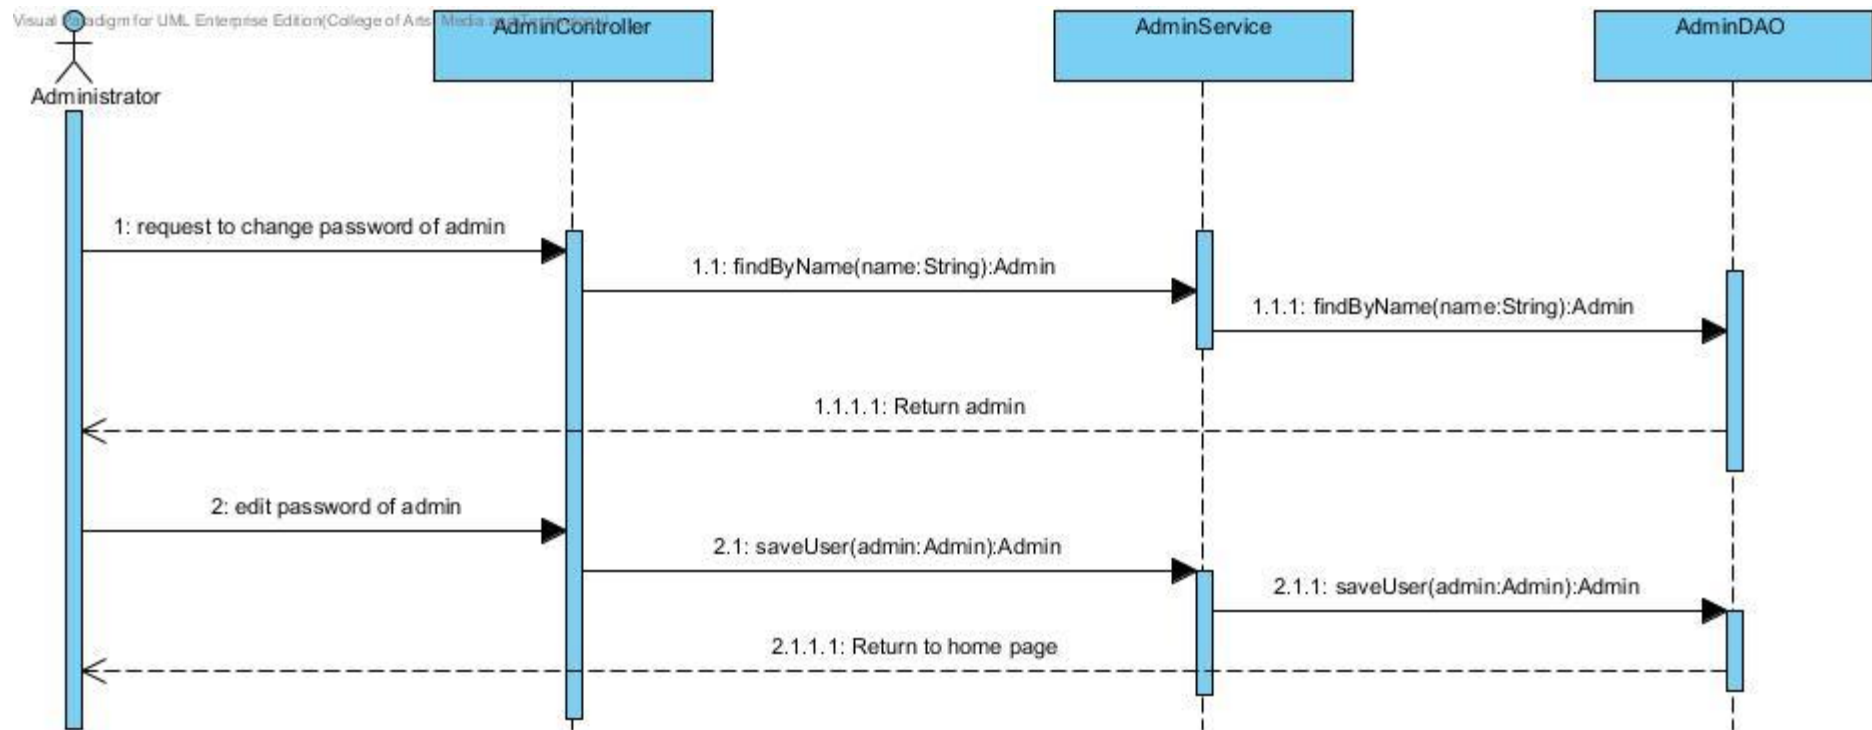 Visual Paradigm for UML Enterprise Edition(College of Arts, Media and Technology)
AdminController
AdminService
AdminDAO
Administrator
1: request to change password of admin
1.1: findByName(name:String):Admin
1.1.1: findByName(name:String):Admin
1.1.1.1: Return admin
2: edit password of admin
2.1: saveUser(admin:Admin):Admin
2.1.1: saveUser(admin:Admin):Admin
2.1.1.1: Return to home page